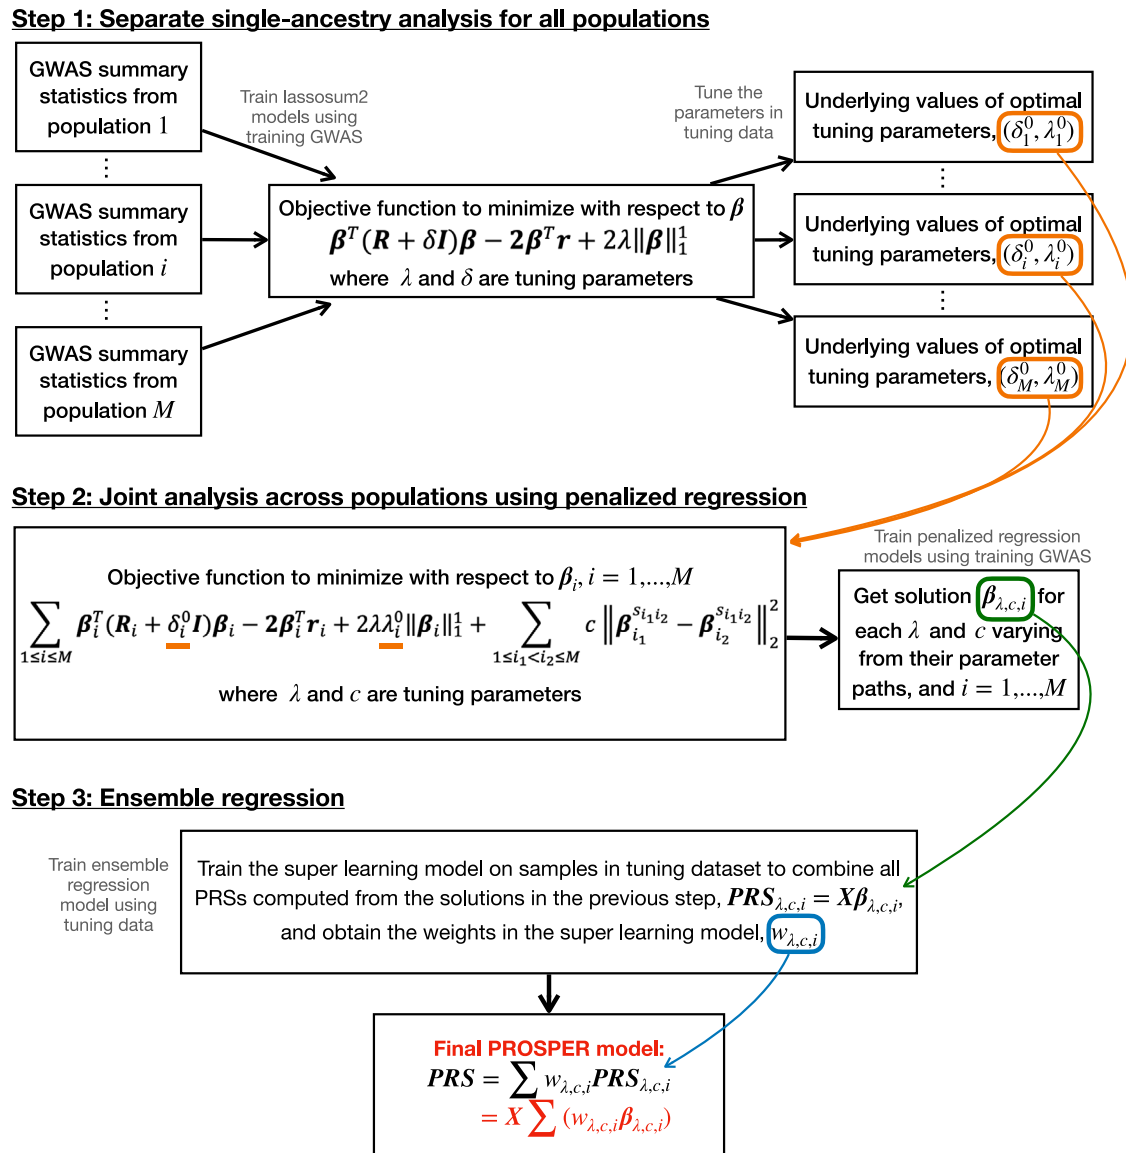 Step 1: Separate single-ancestry analysis for all populations
GWAS summary
statistics from
population 1
⋮
GWAS summary
statistics from
population i
⋮
GWAS summary
statistics from
population M
Train lassosum2
models using
training GWAS
Objective function to minimize with respect to β
β^T(R + δI)β − 2β^T r + 2λ‖β‖_1^1
where λ and δ are tuning parameters
Tune the
parameters in
tuning data
Underlying values of optimal
tuning parameters, (δ_1^0, λ_1^0)
⋮
Underlying values of optimal
tuning parameters, (δ_i^0, λ_i^0)
⋮
Underlying values of optimal
tuning parameters, (δ_M^0, λ_M^0)
Step 2: Joint analysis across populations using penalized regression
Objective function to minimize with respect to β_i, i = 1,...,M
∑_{1≤i≤M} β_i^T(R_i + δ_i^0 I)β_i − 2β_i^T r_i + 2λλ_i^0‖β_i‖_1^1 + ∑_{1≤i_1<i_2≤M} c ‖β_{i_1}^{s_{i_1 i_2}} − β_{i_2}^{s_{i_1 i_2}}‖_2^2
where λ and c are tuning parameters
Train penalized regression
models using training GWAS
Get solution β_{λ,c,i} for
each λ and c varying
from their parameter
paths, and i = 1,...,M
Step 3: Ensemble regression
Train ensemble
regression
model using
tuning data
Train the super learning model on samples in tuning dataset to combine all
PRSs computed from the solutions in the previous step, PRS_{λ,c,i} = Xβ_{λ,c,i},
and obtain the weights in the super learning model, w_{λ,c,i}
Final PROSPER model:
PRS = ∑ w_{λ,c,i} PRS_{λ,c,i}
= X ∑ (w_{λ,c,i} β_{λ,c,i})